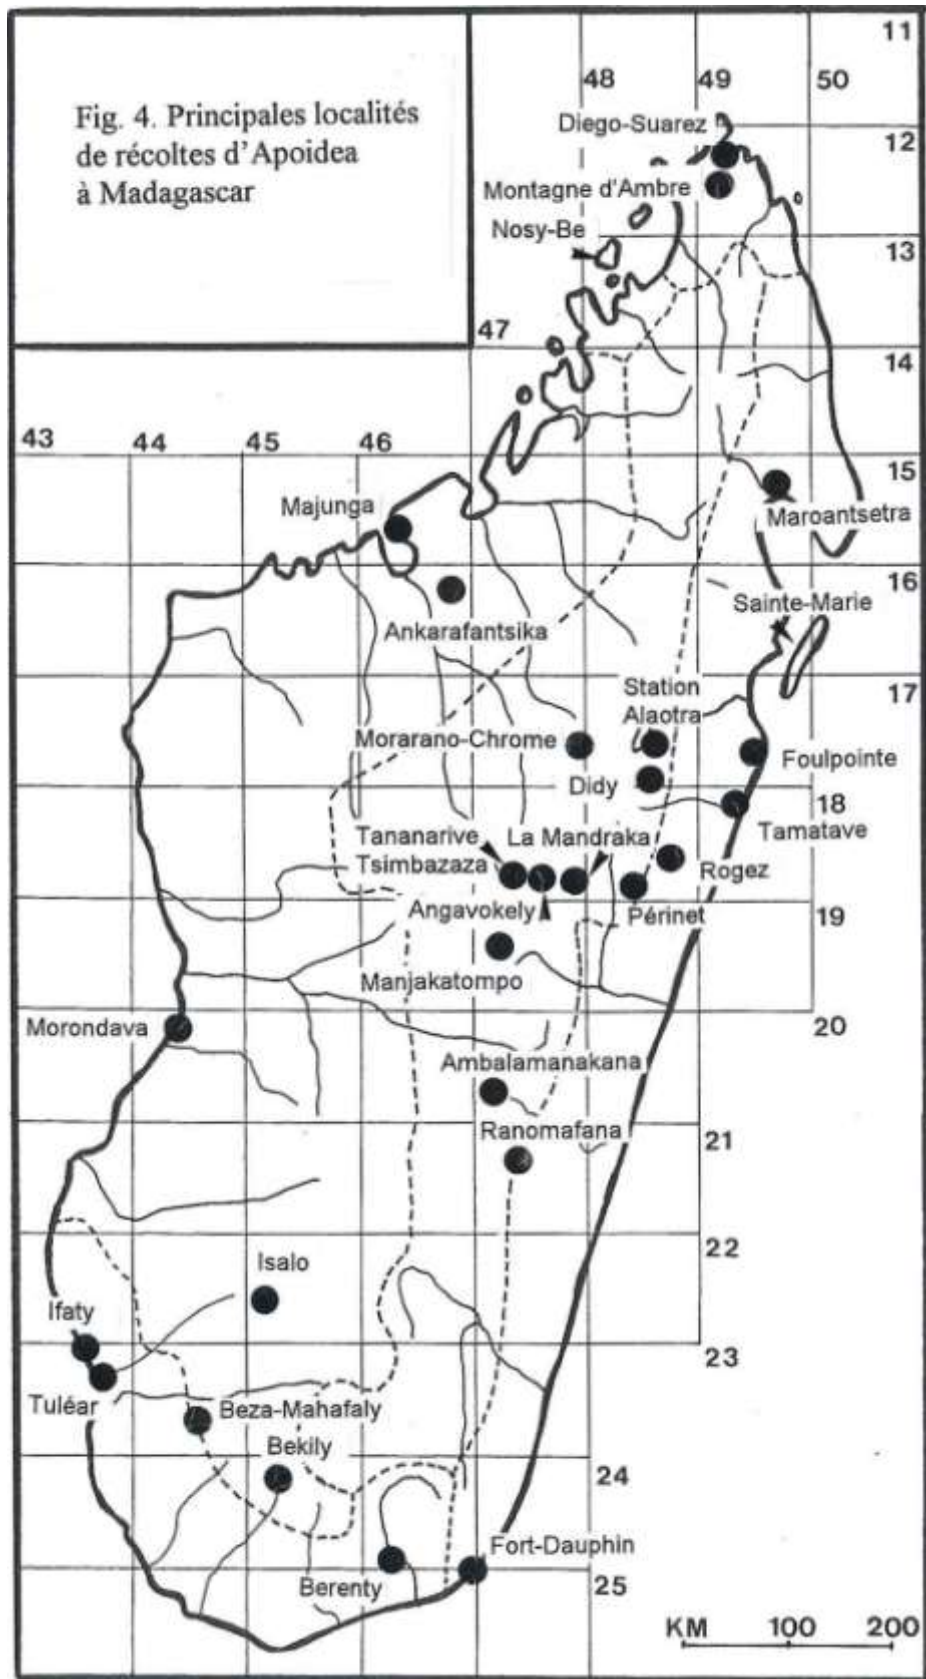 Fig. 4. Principales localités
de récoltes d'Apoidea
à Madagascar
11
48 49 50
Diego-Suarez
12
Montagne d'Ambre
Nosy-Be
13
47
14
43 44 45 46
15
Majunga
Maroantsetra
16
Sainte-Marie
Ankarafantsika
17
Station
Alaotra
Morarano-Chrome
Foulpointe
Didy
18
Tamatave
Tananarive La Mandraka
Tsimbazaza
Rogez
Angavokely
Périnet
19
Manjakatompo
Morondava
20
Ambalamanakana
Ranomafana
21
22
Isalo
Ifaty
23
Tuléar
Beza-Mahafaly
Bekily
24
Fort-Dauphin
Berenty
25
KM 100 200